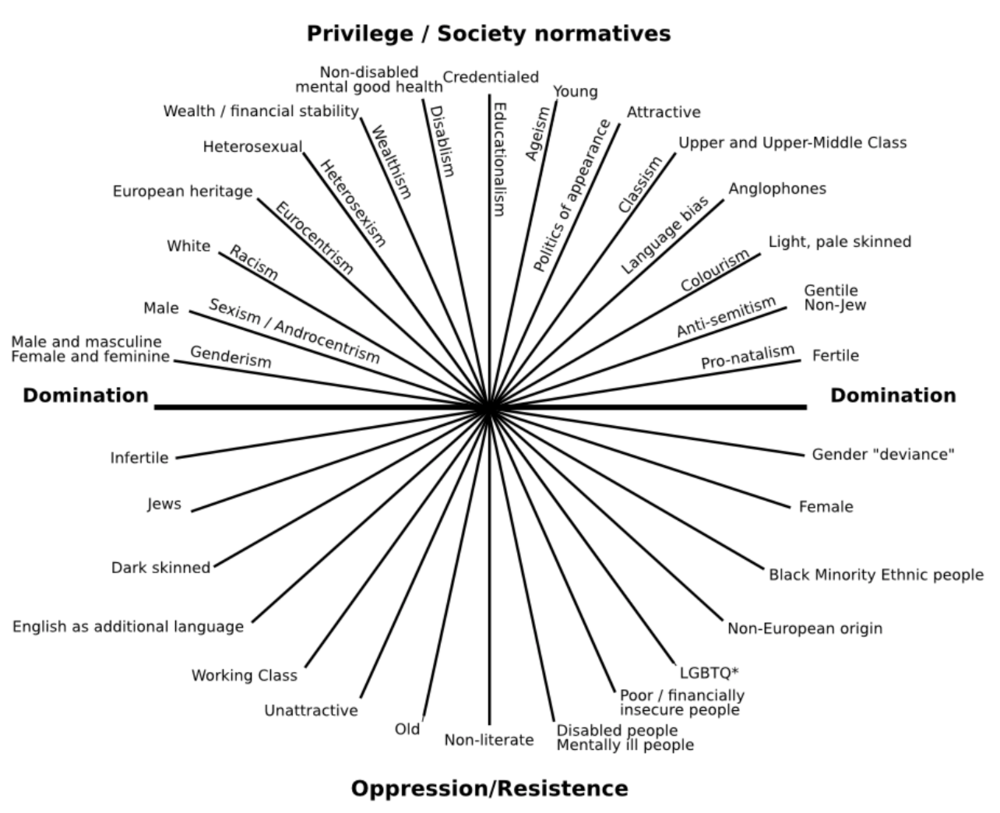 Privilege / Society normatives
Non-disabled
mental good health
Credentialed
Young
Wealth / financial stability
Attractive
Heterosexual
Upper and Upper-Middle Class
European heritage
Anglophones
White
Light, pale skinned
Male
Gentile
Non-Jew
Male and masculine
Female and feminine
Fertile
Genderism
Sexism / Androcentrism
Racism
Eurocentrism
Heterosexism
Wealthism
Disablism
Educationalism
Ageism
Politics of appearance
Classism
Language bias
Colourism
Anti-semitism
Pro-natalism
Domination
Domination
Infertile
Gender "deviance"
Jews
Female
Dark skinned
Black Minority Ethnic people
English as additional language
Non-European origin
Working Class
LGBTQ*
Unattractive
Poor / financially
insecure people
Old
Non-literate
Disabled people
Mentally ill people
Oppression/Resistance